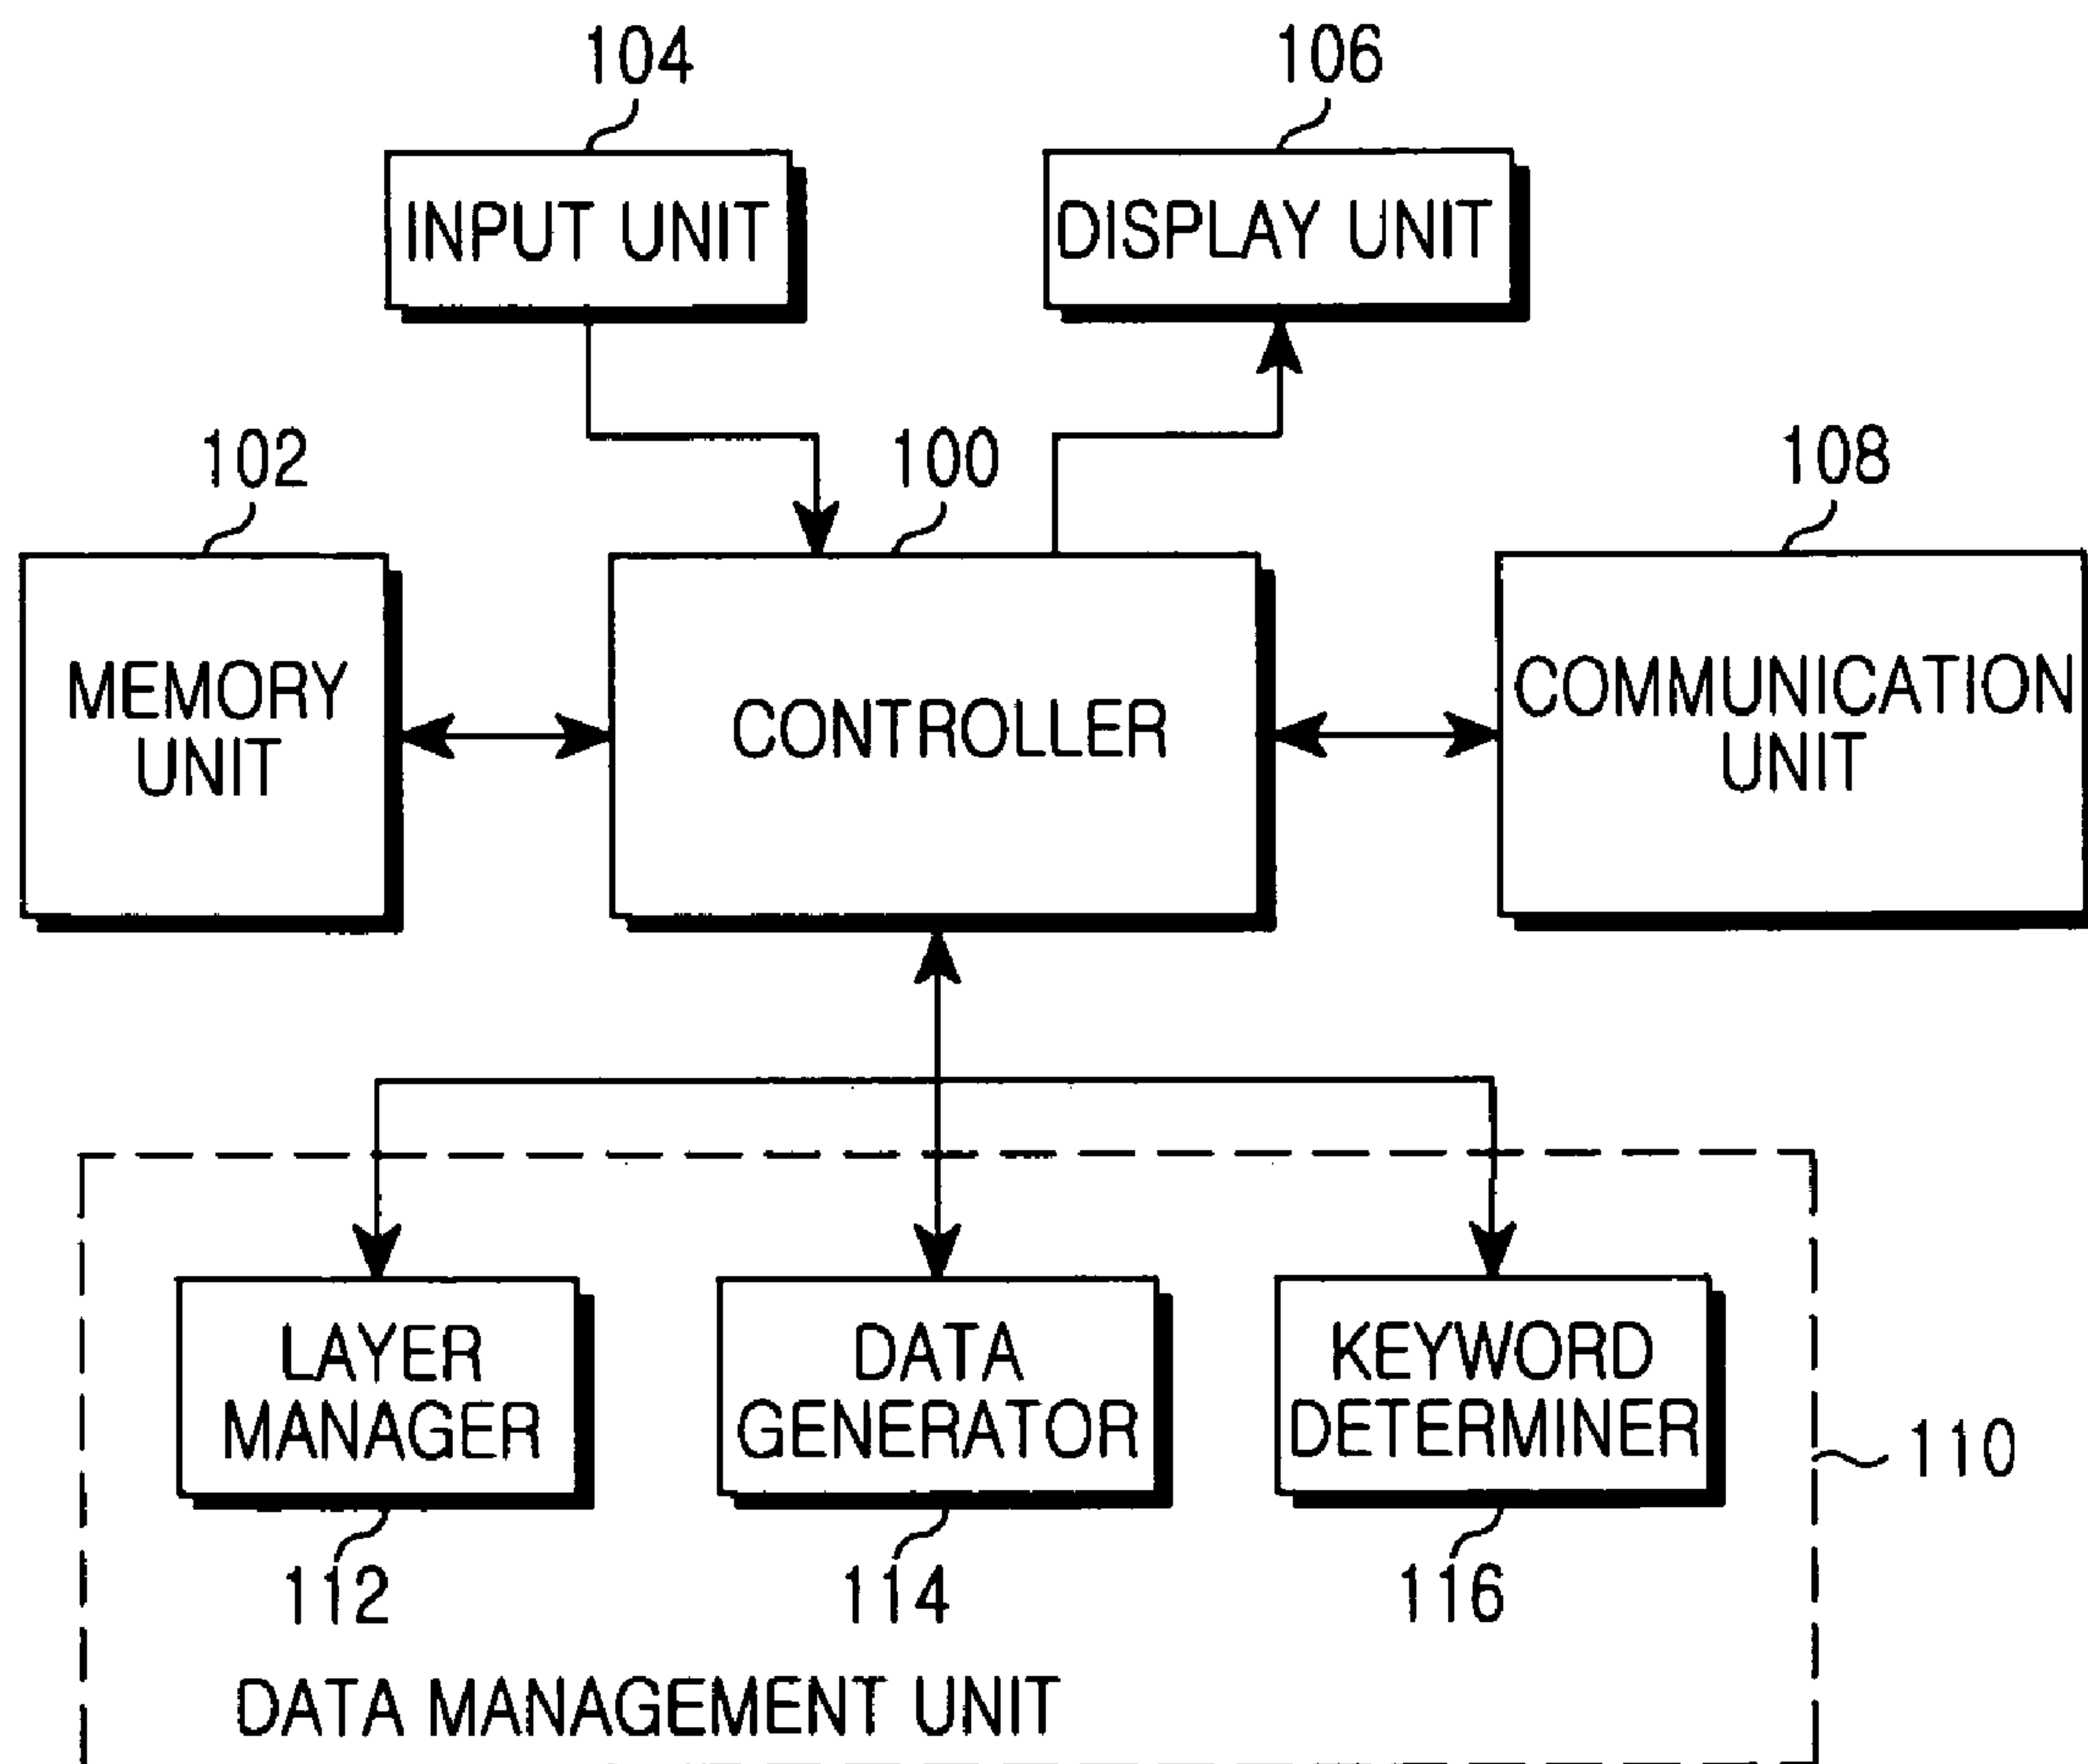 104
106
INPUT UNIT
DISPLAY UNIT
102
100
108
MEMORY
UNIT
CONTROLLER
COMMUNICATION
UNIT
LAYER
MANAGER
DATA
GENERATOR
KEYWORD
DETERMINER
110
112
114
116
DATA MANAGEMENT UNIT